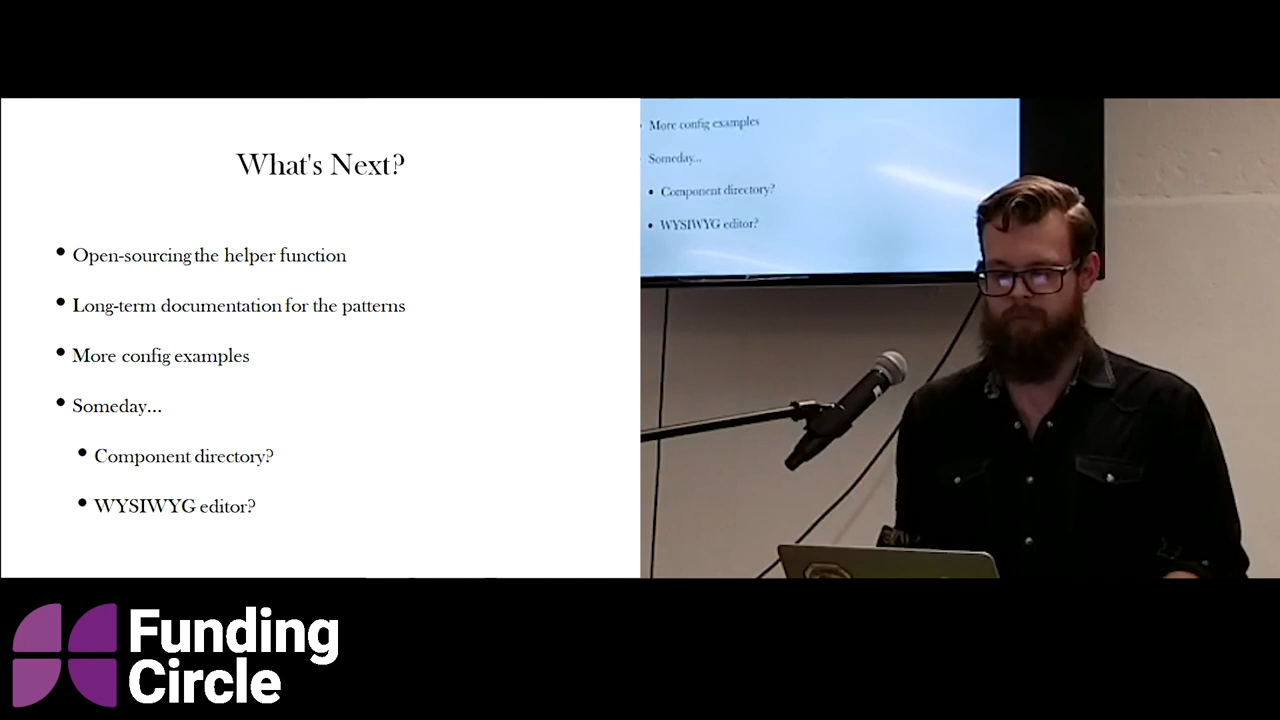 What's Next?
Open-sourcing the helper function
Long-term documentation for the patterns
More config examples
Someday...
Component directory?
WYSIWYG editor?
More config examples
Someday...
Component directory?
WYSIWYG editor?
Funding
Circle